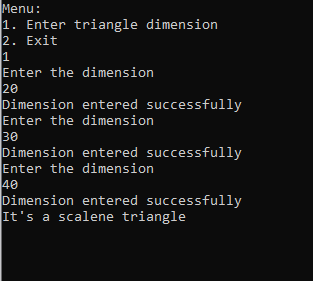 Menu:
1. Enter triangle dimension
2. Exit
1
Enter the dimension
20
Dimension entered successfully
Enter the dimension
30
Dimension entered successfully
Enter the dimension
40
Dimension entered successfully
It's a scalene triangle